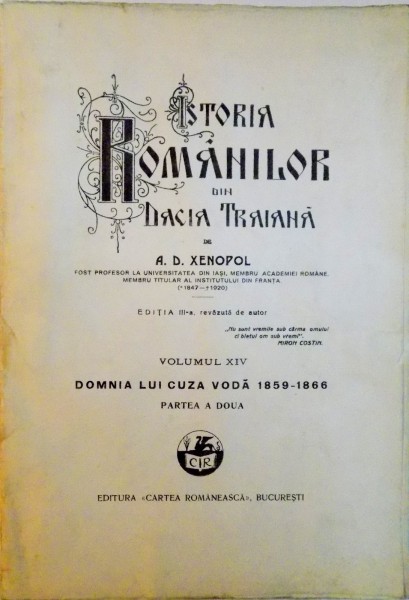 ISTORIA
ROMÂNILOR
DIN
DACIA TRAIANĂ
DE
A. D. XENOPOL
FOST PROFESOR LA UNIVERSITATEA DIN IAȘI, MEMBRU ACADEMIEI ROMÂNE,
MEMBRU TITULAR AL INSTITUTULUI DIN FRANȚA.
(*1847—†1920)
EDIȚIA III-a, revăzută de autor
„Nu sunt vremile sub cârma omului
ci bietul om sub vremi”.
MIRON COSTIN.
VOLUMUL XIV
DOMNIA LUI CUZA VODĂ 1859-1866
PARTEA A DOUA
CR
EDITURA «CARTEA ROMÂNEASCĂ», BUCUREȘTI